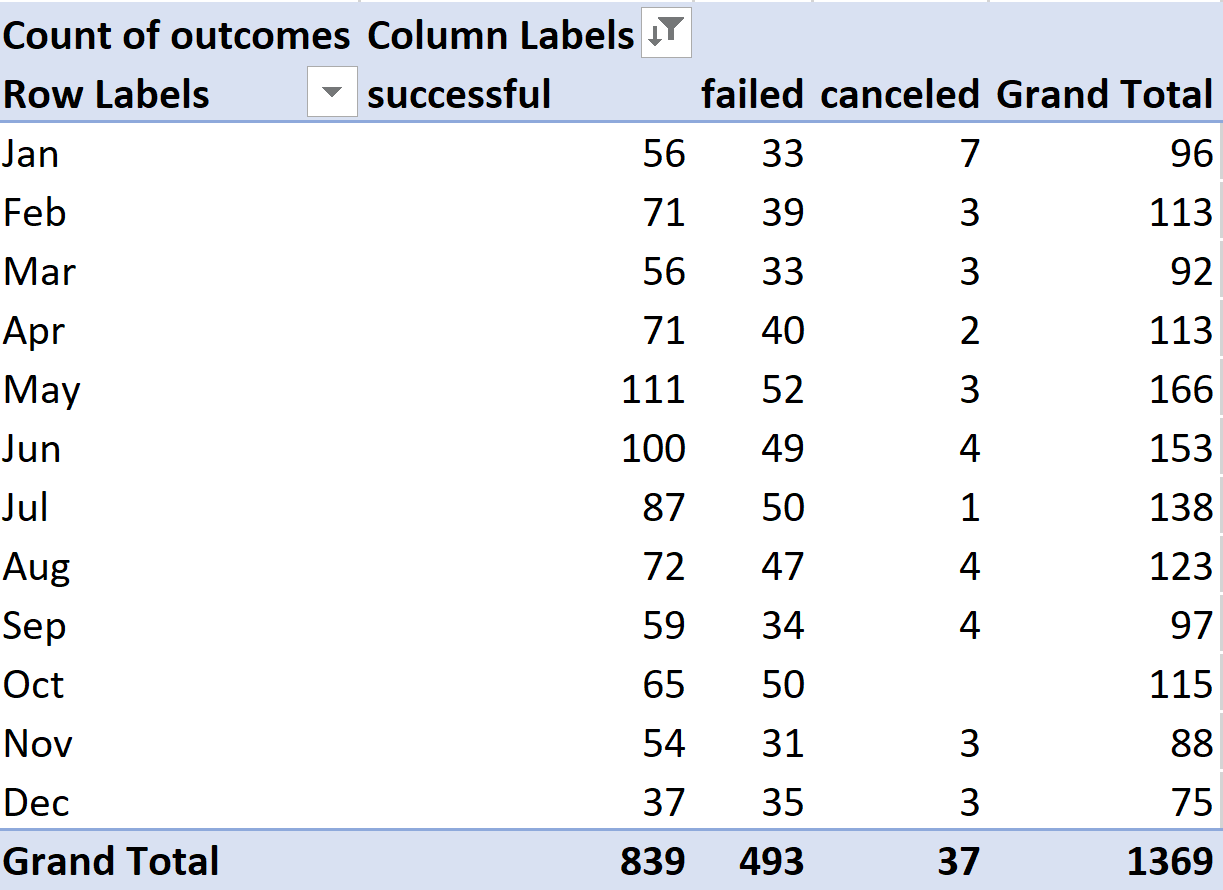 Count of outcomes Column Labels
Row Labels successful failed canceled Grand Total
Jan 56 33 7 96
Feb 71 39 3 113
Mar 56 33 3 92
Apr 71 40 2 113
May 111 52 3 166
Jun 100 49 4 153
Jul 87 50 1 138
Aug 72 47 4 123
Sep 59 34 4 97
Oct 65 50 115
Nov 54 31 3 88
Dec 37 35 3 75
Grand Total 839 493 37 1369